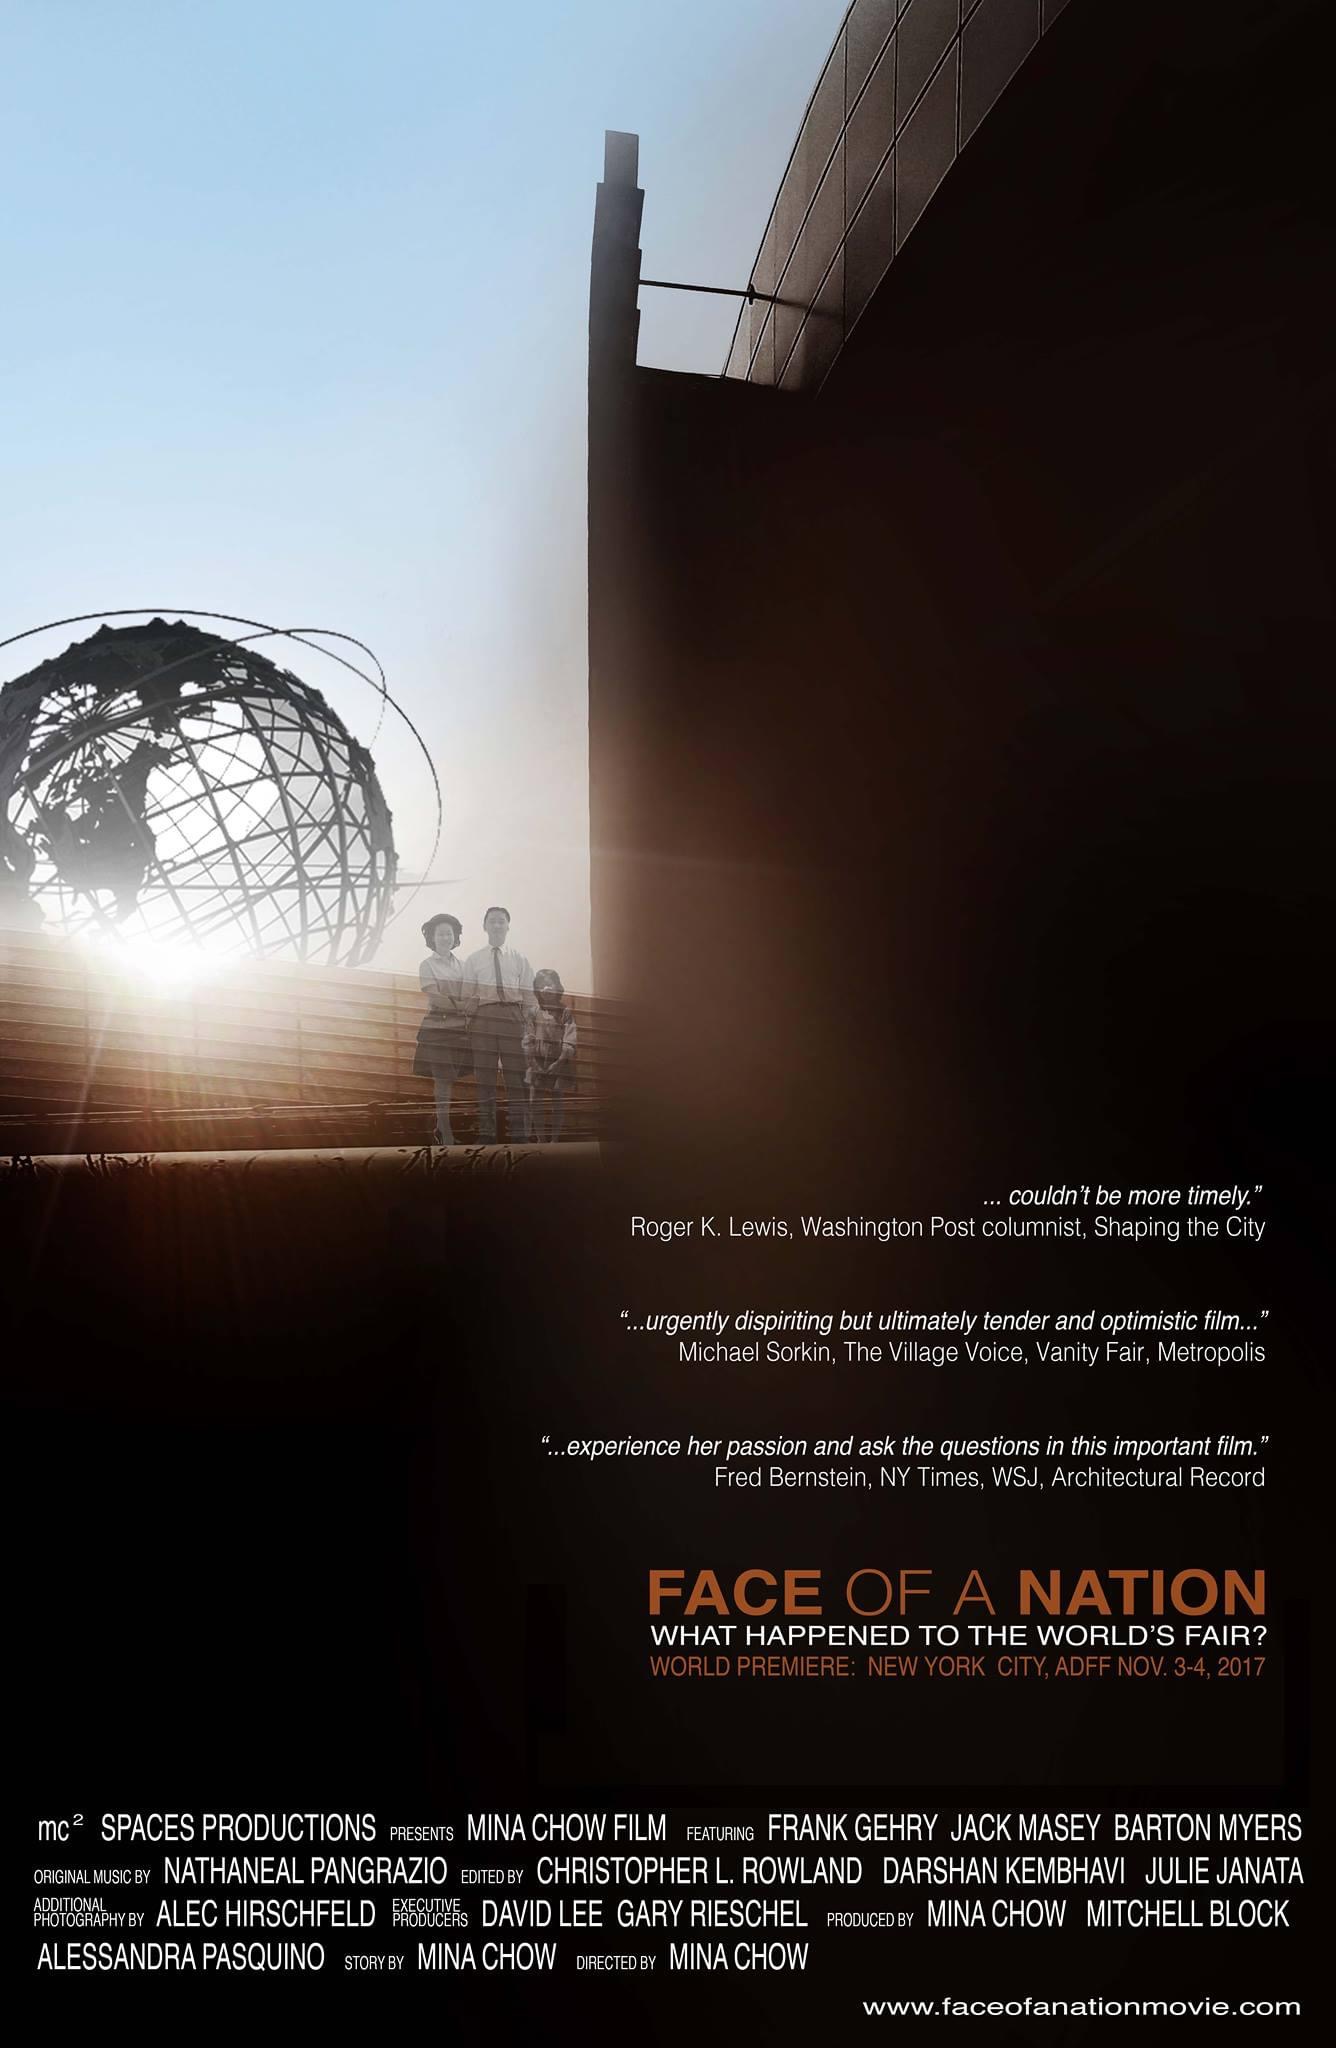 ... couldn't be more timely.”
Roger K. Lewis, Washington Post columnist, Shaping the City
“...urgently dispiriting but ultimately tender and optimistic film...”
Michael Sorkin, The Village Voice, Vanity Fair, Metropolis
“...experience her passion and ask the questions in this important film.”
Fred Bernstein, NY Times, WSJ, Architectural Record
FACE OF A NATION
WHAT HAPPENED TO THE WORLD'S FAIR?
WORLD PREMIERE: NEW YORK CITY, ADFF NOV. 3-4, 2017
mc² SPACES PRODUCTIONS PRESENTS MINA CHOW FILM FEATURING FRANK GEHRY JACK MASEY BARTON MYERS
ORIGINAL MUSIC BY NATHANEAL PANGRAZIO EDITED BY CHRISTOPHER L. ROWLAND DARSHAN KEMBHAVI JULIE JANATA
ADDITIONAL PHOTOGRAPHY BY ALEC HIRSCHFELD EXECUTIVE PRODUCERS DAVID LEE GARY RIESCHEL PRODUCED BY MINA CHOW MITCHELL BLOCK
ALESSANDRA PASQUINO STORY BY MINA CHOW DIRECTED BY MINA CHOW
www.faceofanationmovie.com